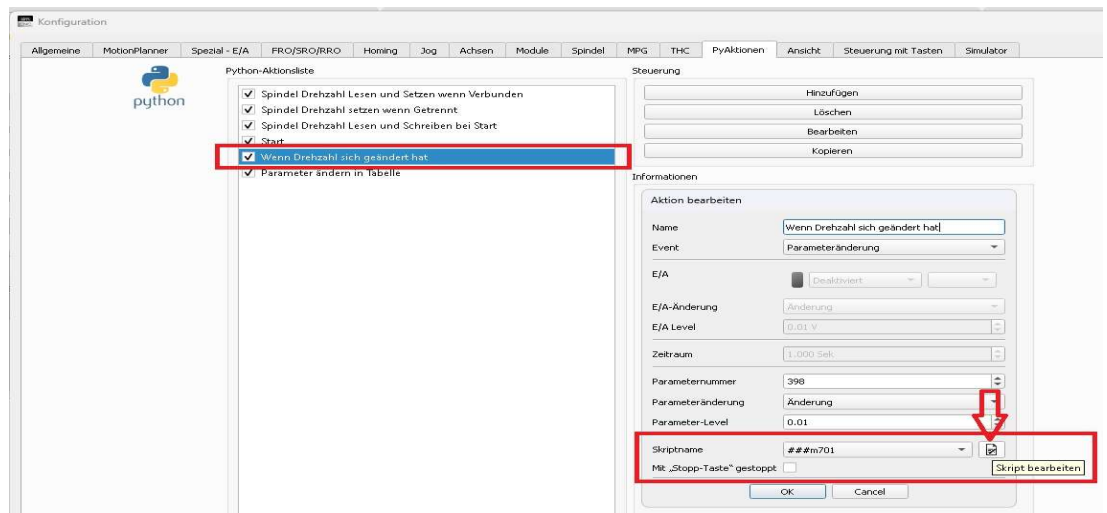 Konfiguration
Allgemeine MotionPlanner Spezial - E/A FRO/SRO/RRO Homing Jog Achsen Module Spindel MPG THC PyAktionen Ansicht Steuerung mit Tasten Simulator
python
Python-Aktionsliste
Spindel Drehzahl Lesen und Setzen wenn Verbunden
Spindel Drehzahl setzen wenn Getrennt
Spindel Drehzahl Lesen und Schreiben bei Start
Start
Wenn Drehzahl sich geändert hat
Parameter ändern in Tabelle
Steuerung
Hinzufügen
Löschen
Bearbeiten
Kopieren
Informationen
Aktion bearbeiten
Name Wenn Drehzahl sich geändert hat
Event Parameteränderung
E/A Deaktiviert
E/A-Änderung Änderung
E/A Level 0.01 V
Zeitraum 1.000 Sek
Parameternummer 398
Parameteränderung Änderung
Parameter-Level 0.01
Skriptname ###m701
Mit „Stopp-Taste“ gestoppt Skript bearbeiten
OK Cancel